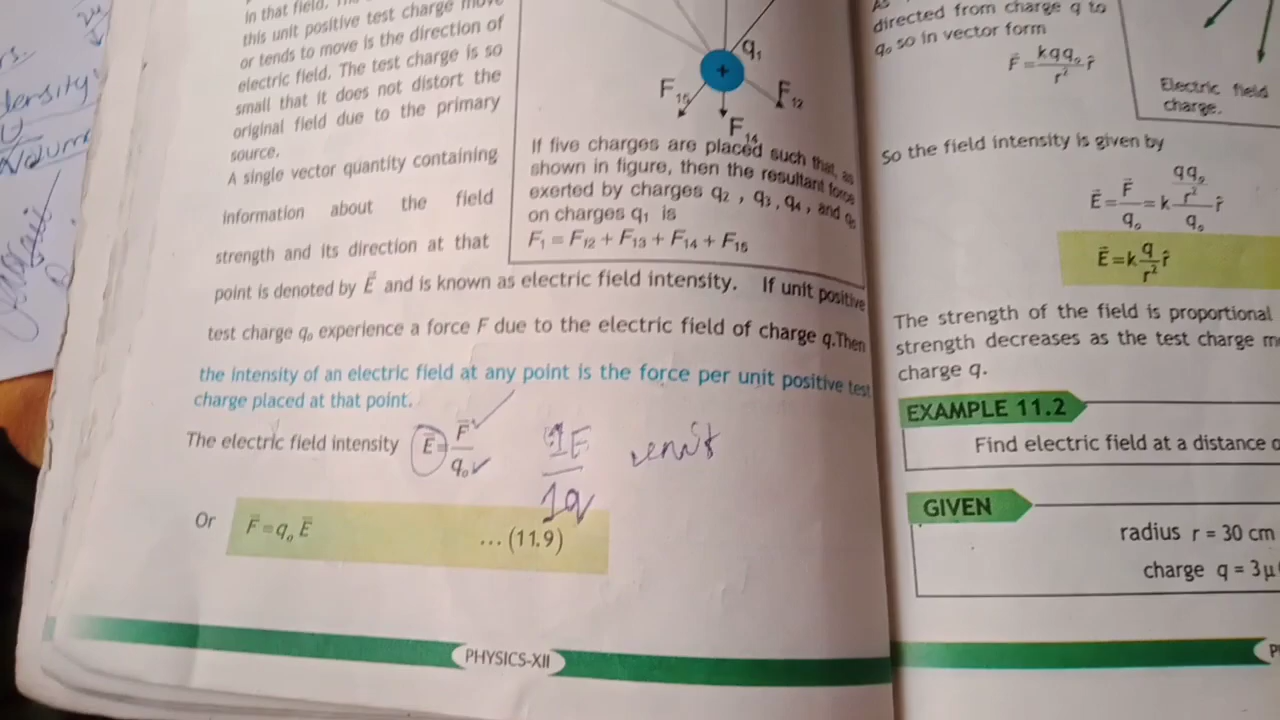 in that field.
this unit positive test charge move
or tends to move is the direction of
electric field. The test charge is so
small that it does not distort the
original field due to the primary
source.
A single vector quantity containing
information about the field
strength and its direction at that
q₁
F₁₅
F₁₂
F₁₄
If five charges are placed such that, as
shown in figure, then the resultant force
exerted by charges q₂ , q₃ , q₄ , and q₅
on charges q₁ is
F₁ = F₁₂ + F₁₃ + F₁₄ + F₁₅
point is denoted by E⃗ and is known as electric field intensity. If unit positive
test charge q₀ experience a force F due to the electric field of charge q.Then
the intensity of an electric field at any point is the force per unit positive test
charge placed at that point.
The electric field intensity E⃗ = F⃗/q₀
Or F⃗ = q₀ E⃗ ... (11.9)
PHYSICS-XII
As
directed from charge q to
q₀ so in vector form
F⃗ = kqq₀/r² r̂
Electric field
charge.
So the field intensity is given by
E⃗ = F⃗/q₀ = k (qq₀/r²)/q₀ r̂
E⃗ = k q/r² r̂
The strength of the field is proportional
strength decreases as the test charge m
charge q.
EXAMPLE 11.2
Find electric field at a distance o
GIVEN
radius r = 30 cm
charge q = 3μ
P